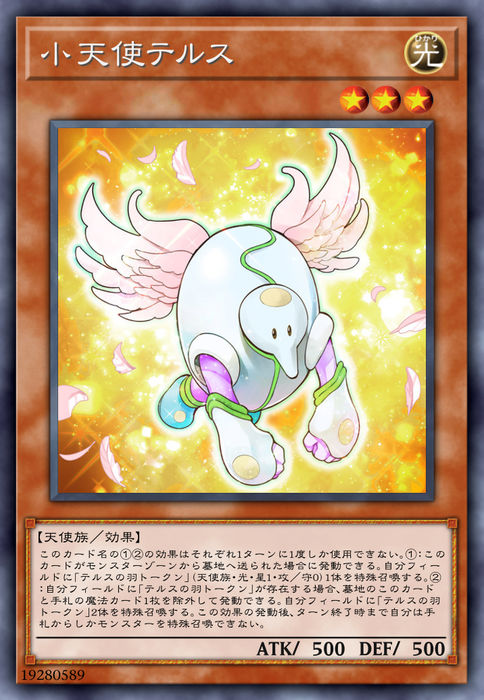 小天使テルス
ひかり
光
【天使族／効果】
このカード名の①②の効果はそれぞれ1ターンに1度しか使用できない。①：この
カードがモンスターゾーンから墓地へ送られた場合に発動できる。自分フィー
ルドに「テルスの羽トークン」(天使族・光・星1・攻／守0)1体を特殊召喚する。②
：自分フィールドに「テルスの羽トークン」が存在する場合、墓地のこのカード
と手札の魔法カード1枚を除外して発動できる。自分フィールドに「テルスの羽
トークン」2体を特殊召喚する。この効果の発動後、ターン終了時まで自分は手
札からしかモンスターを特殊召喚できない。
ATK/ 500 DEF/ 500
19280589